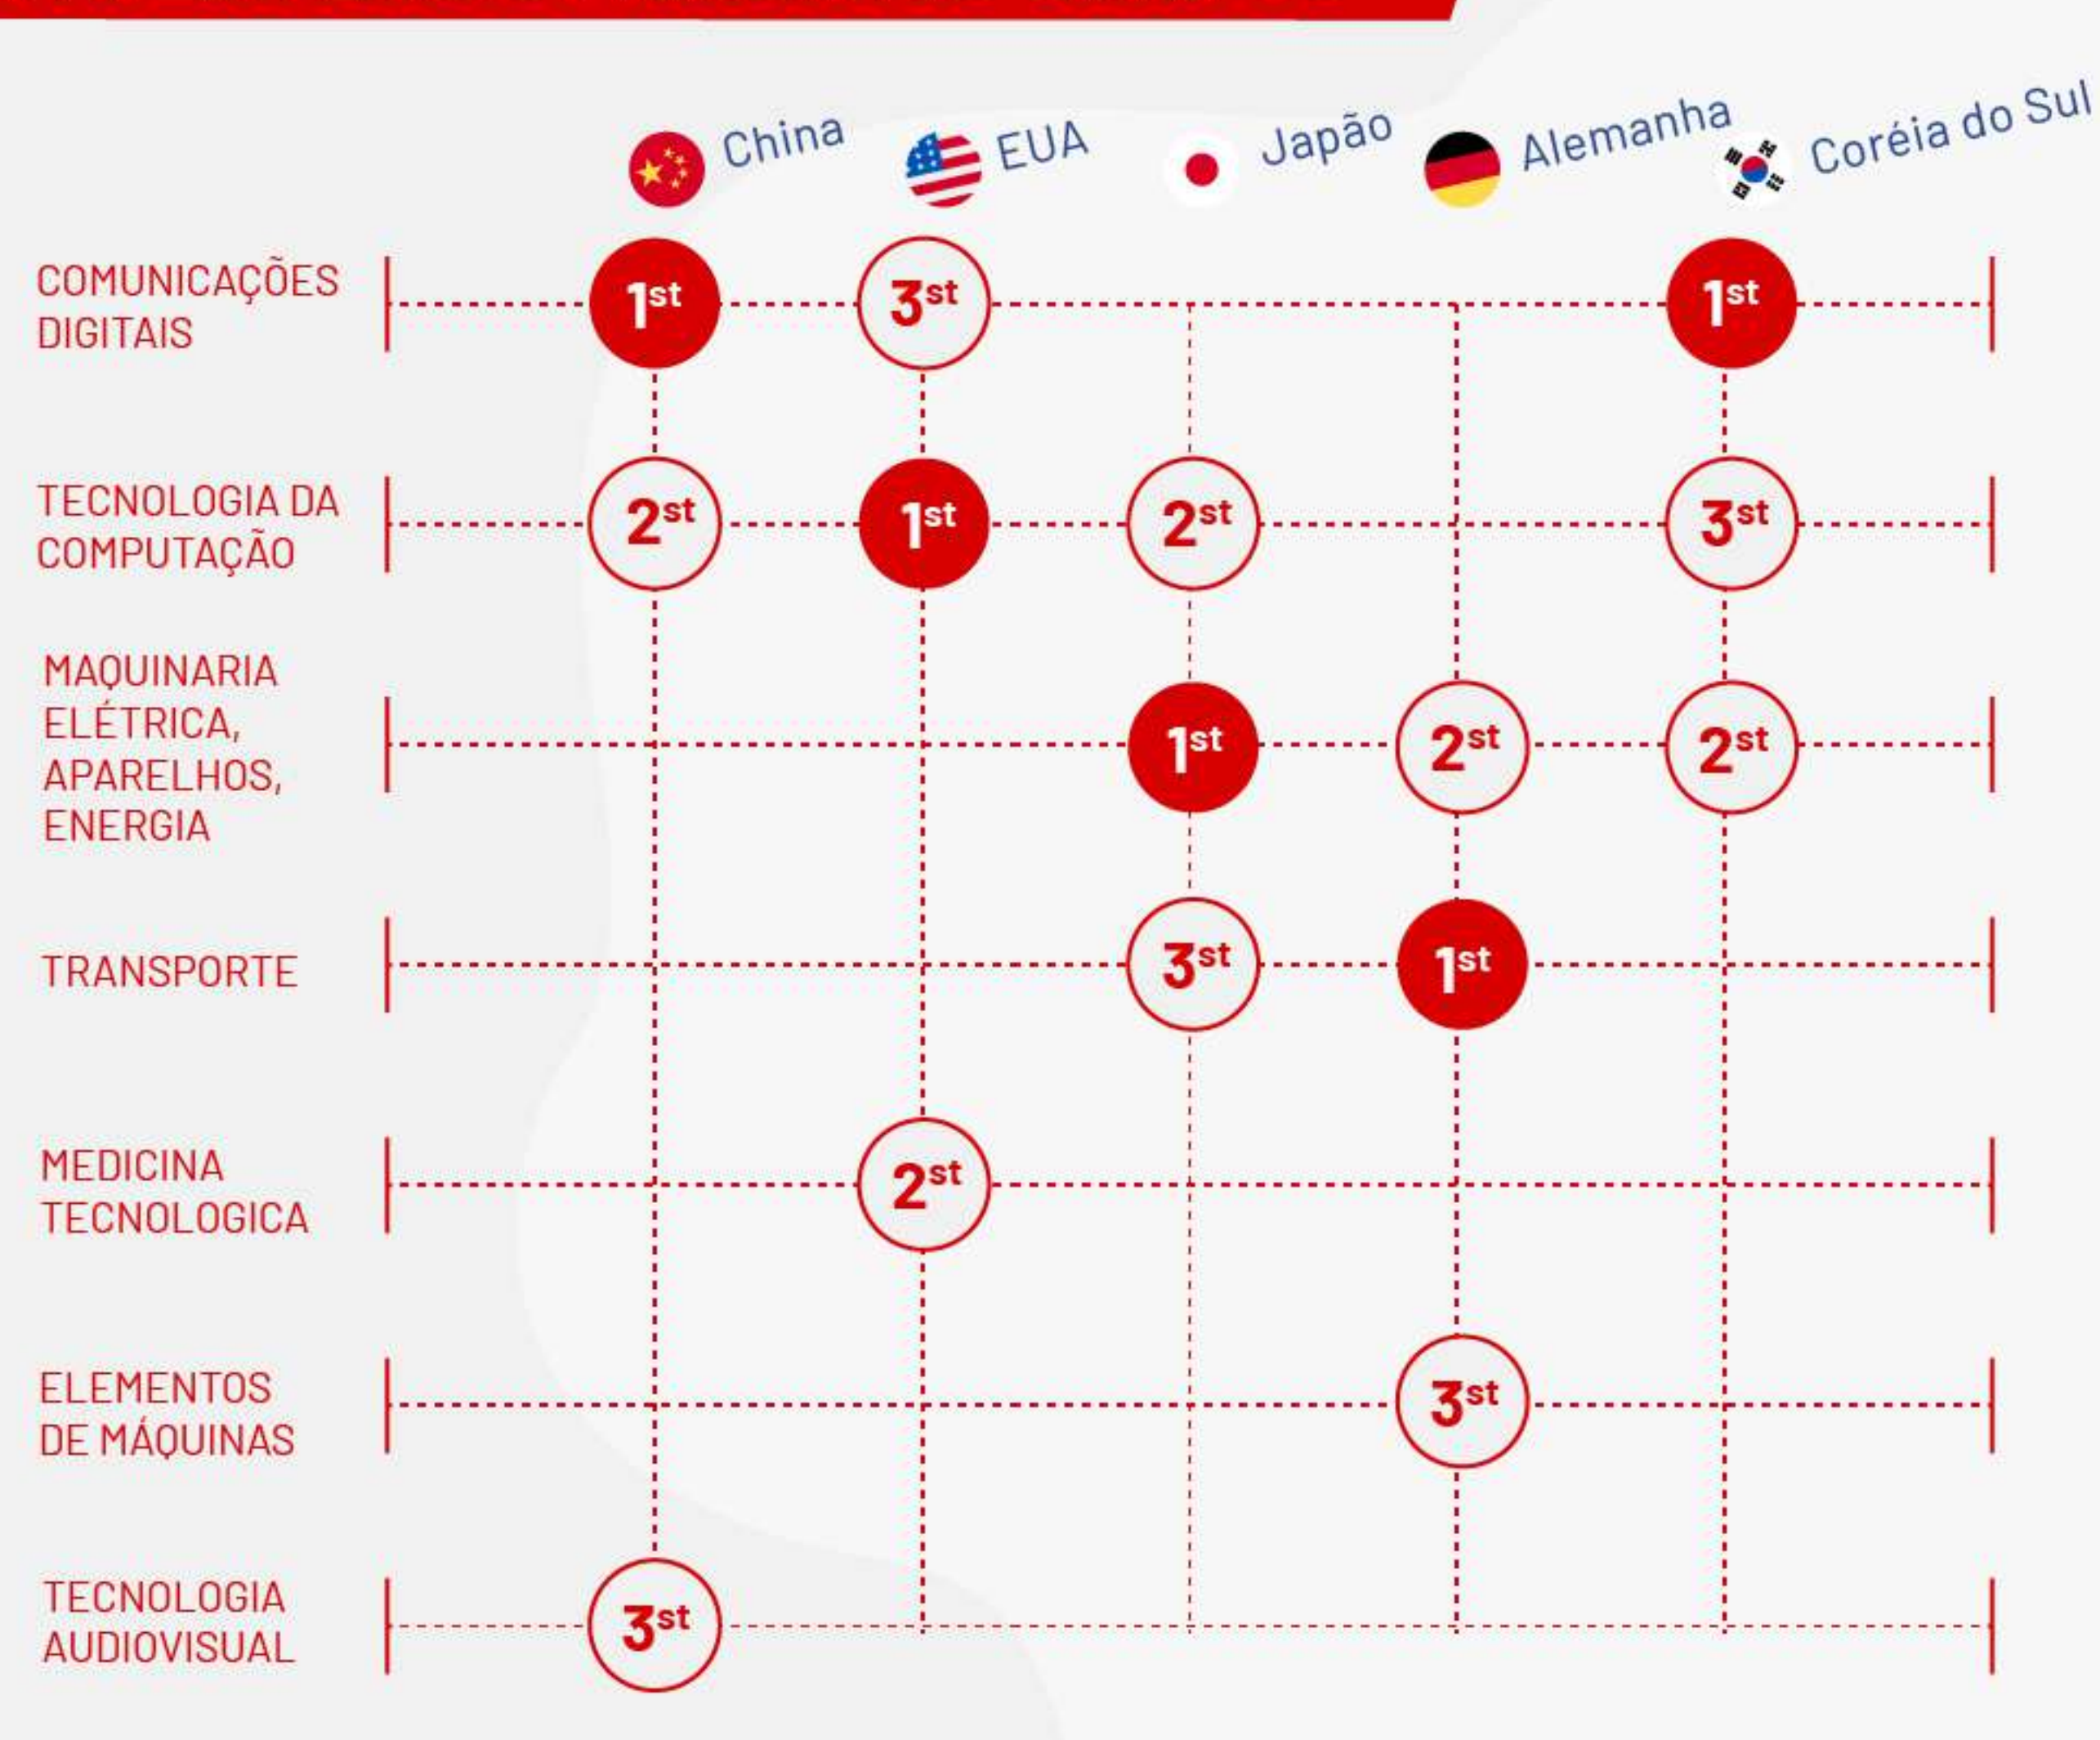 China
EUA
Japão
Alemanha
Coréia do Sul
COMUNICAÇÕES
DIGITAIS
1st
3st
1st
TECNOLOGIA DA
COMPUTAÇÃO
2st
1st
2st
3st
MAQUINARIA
ELÉTRICA,
APARELHOS,
ENERGIA
1st
2st
2st
TRANSPORTE
3st
1st
MEDICINA
TECNOLOGICA
2st
ELEMENTOS
DE MÁQUINAS
3st
TECNOLOGIA
AUDIOVISUAL
3st